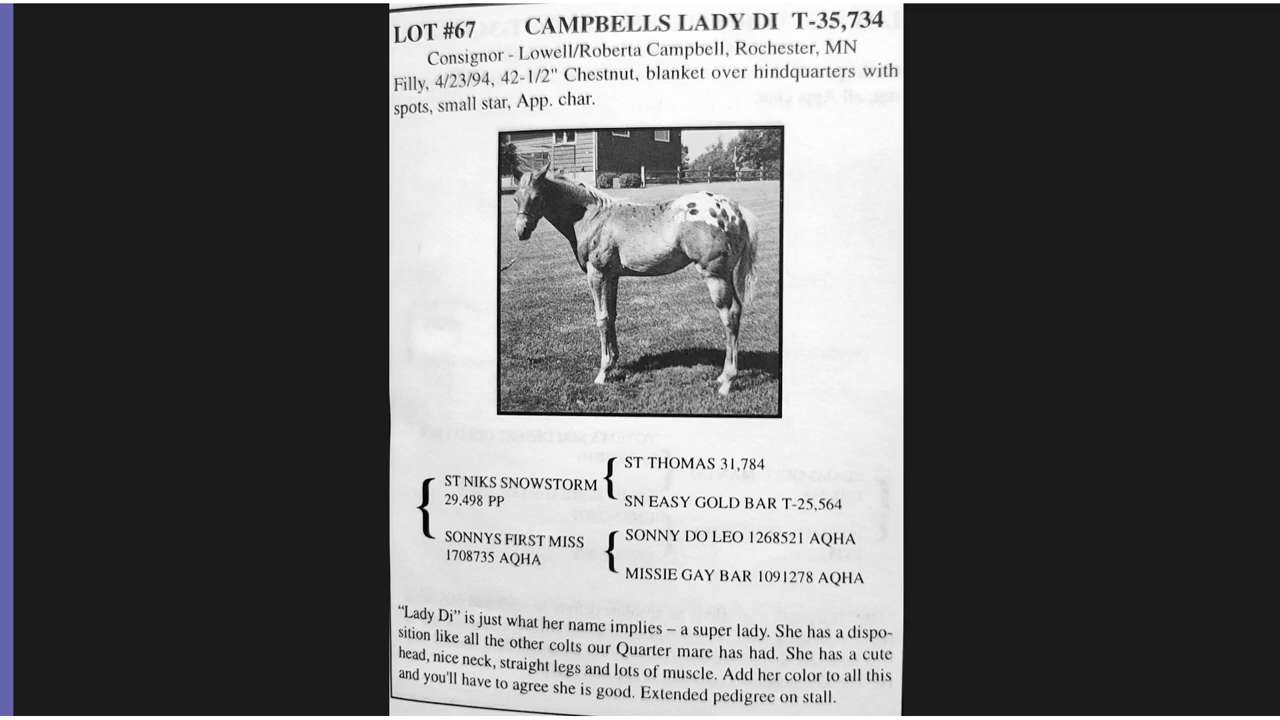 LOT #67 CAMPBELLS LADY DI T-35,734
Consignor - Lowell/Roberta Campbell, Rochester, MN
Filly, 4/23/94, 42-1/2" Chestnut, blanket over hindquarters with
spots, small star, App. char.
ST THOMAS 31,784
ST NIKS SNOWSTORM
29,498 PP
SN EASY GOLD BAR T-25,564
SONNY DO LEO 1268521 AQHA
SONNYS FIRST MISS
1708735 AQHA
MISSIE GAY BAR 1091278 AQHA
“Lady Di” is just what her name implies – a super lady. She has a dispo-
sition like all the other colts our Quarter mare has had. She has a cute
head, nice neck, straight legs and lots of muscle. Add her color to all this
and you'll have to agree she is good. Extended pedigree on stall.